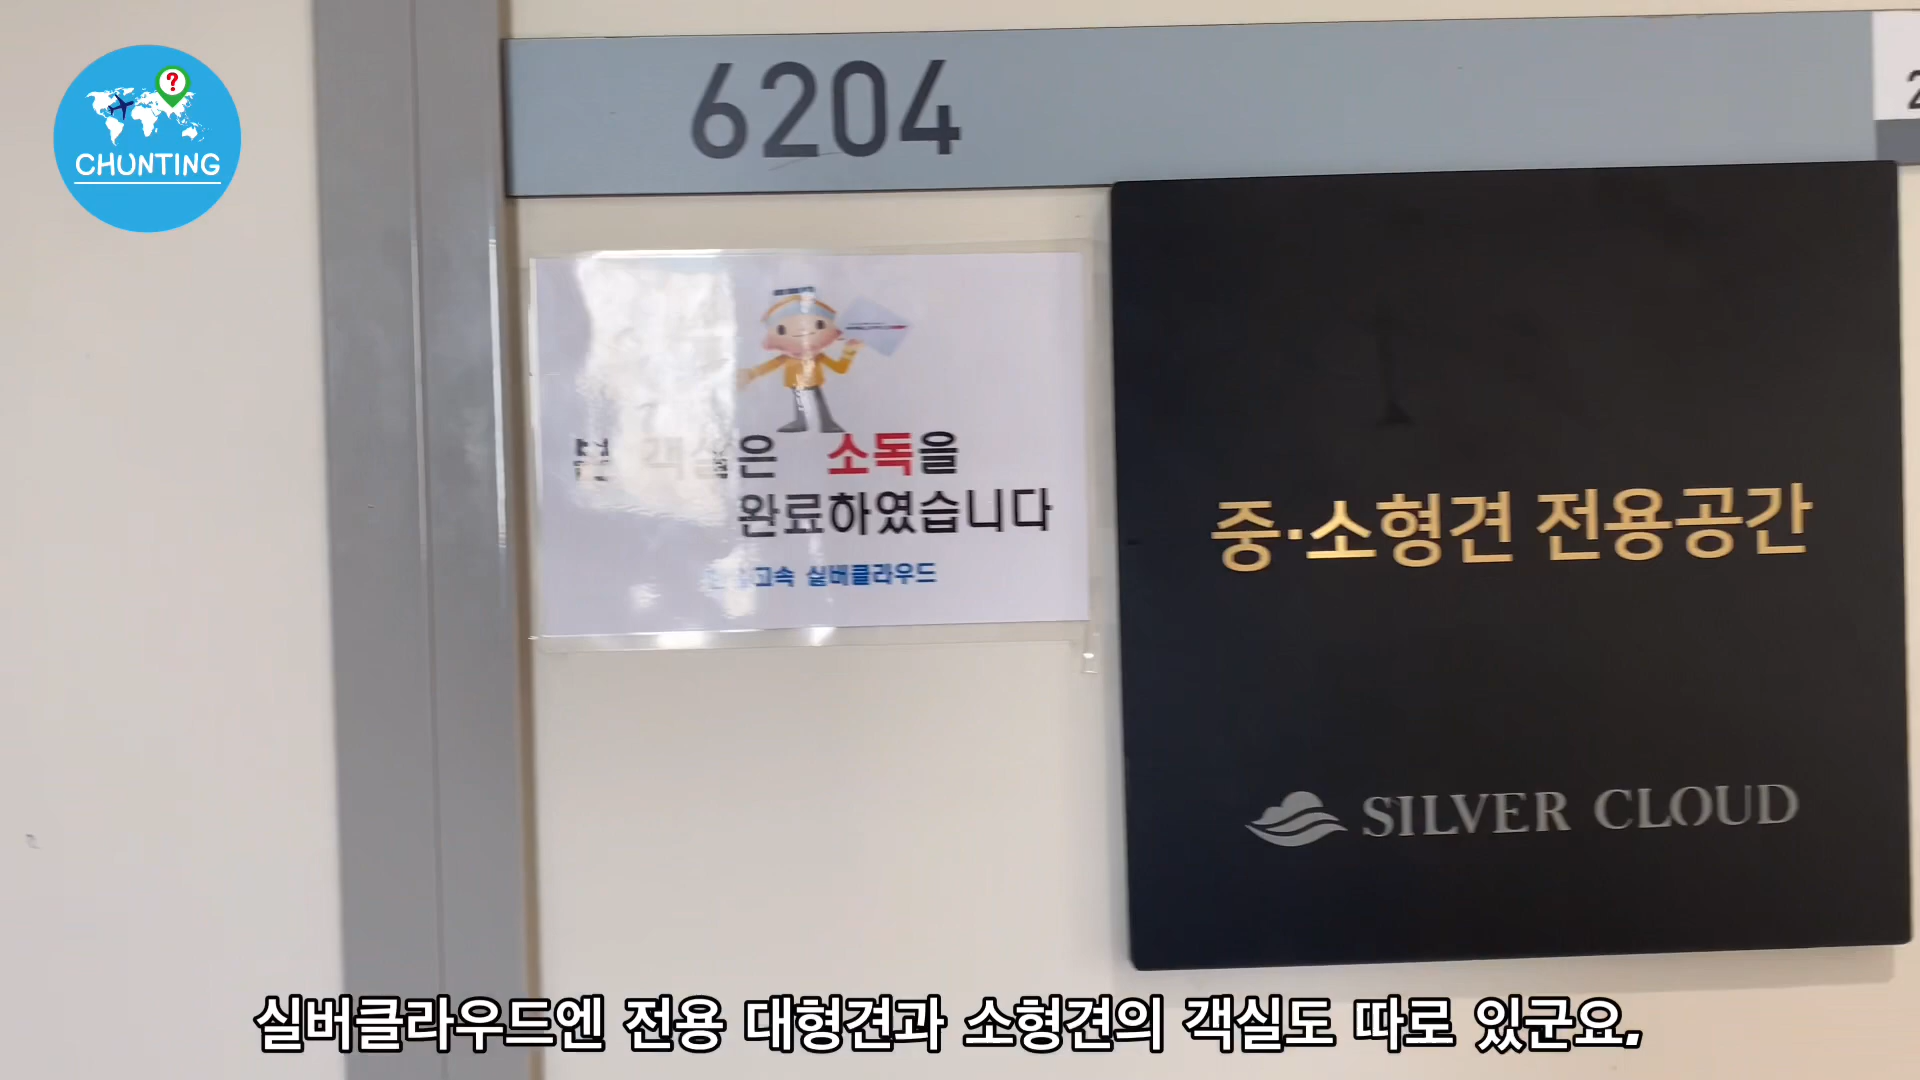 CHUNTING
6204
은 소독을
완료하였습니다
고속 실버클라우드
중·소형견 전용공간
SILVER CLOUD
실버클라우드엔 전용 대형견과 소형견의 객실도 따로 있군요.